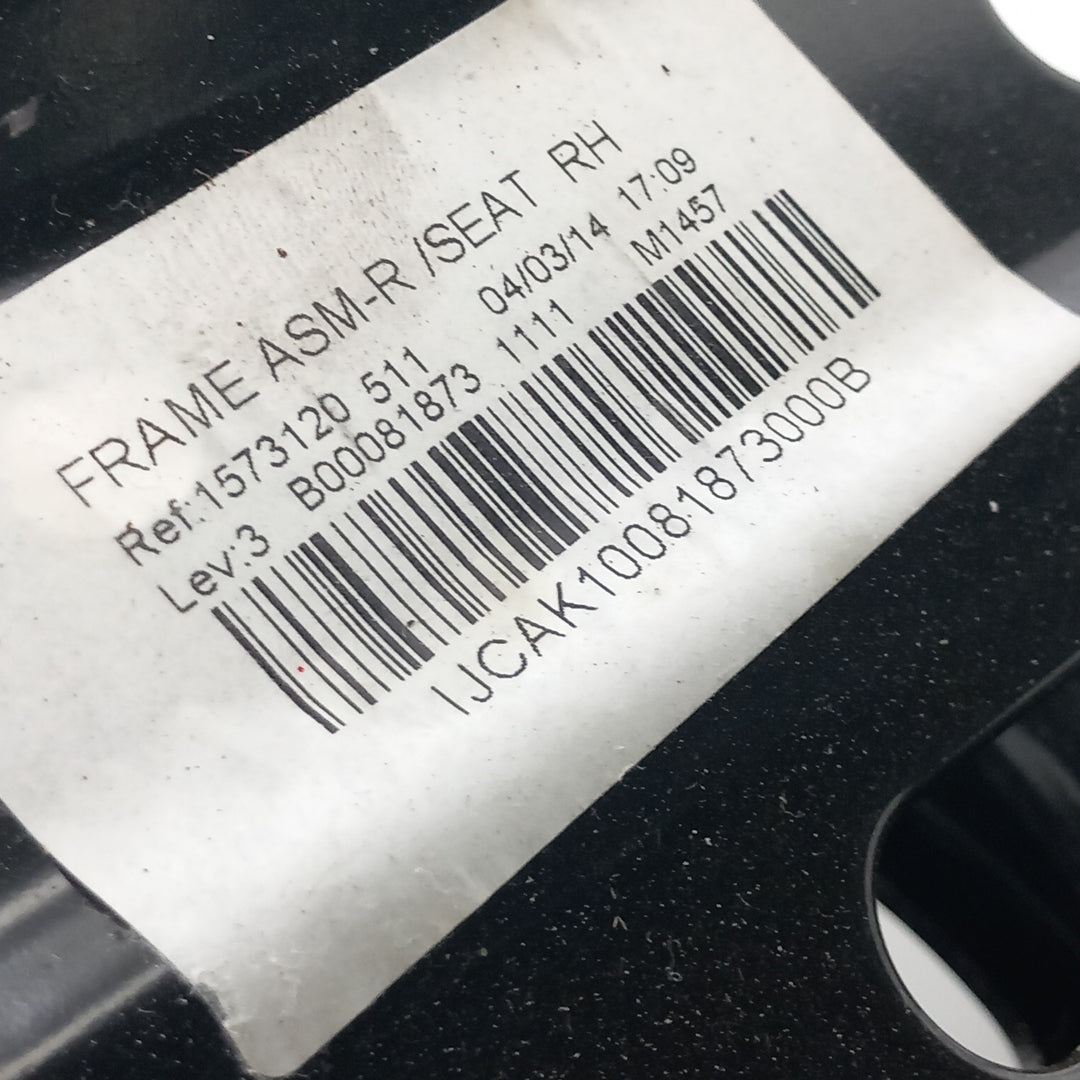 FRAME ASM-R /SEAT RH
Ref:1573120 511 04/03/14 17:09
Lev:3 B00081873 1111 M1457
IJCAK10081873000B